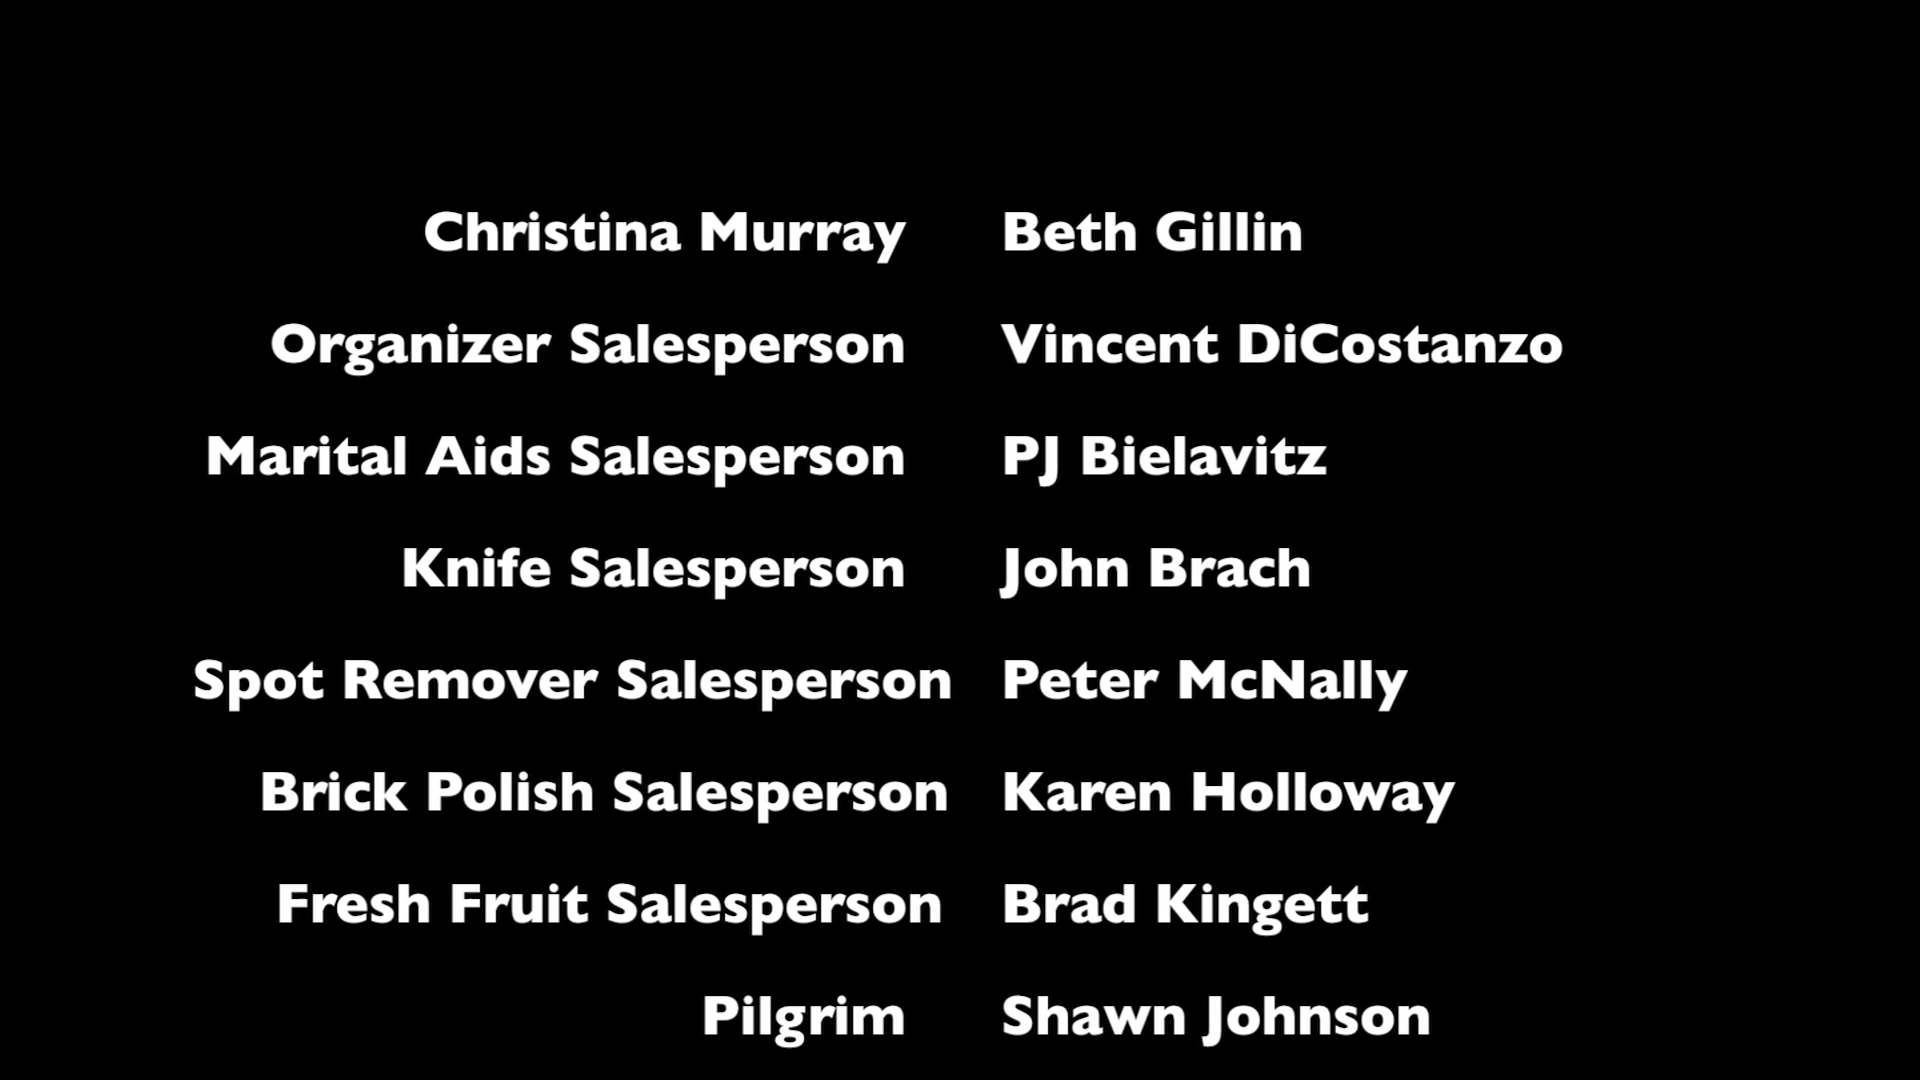 Christina Murray Beth Gillin
Organizer Salesperson Vincent DiCostanzo
Marital Aids Salesperson PJ Bielavitz
Knife Salesperson John Brach
Spot Remover Salesperson Peter McNally
Brick Polish Salesperson Karen Holloway
Fresh Fruit Salesperson Brad Kingett
Pilgrim Shawn Johnson